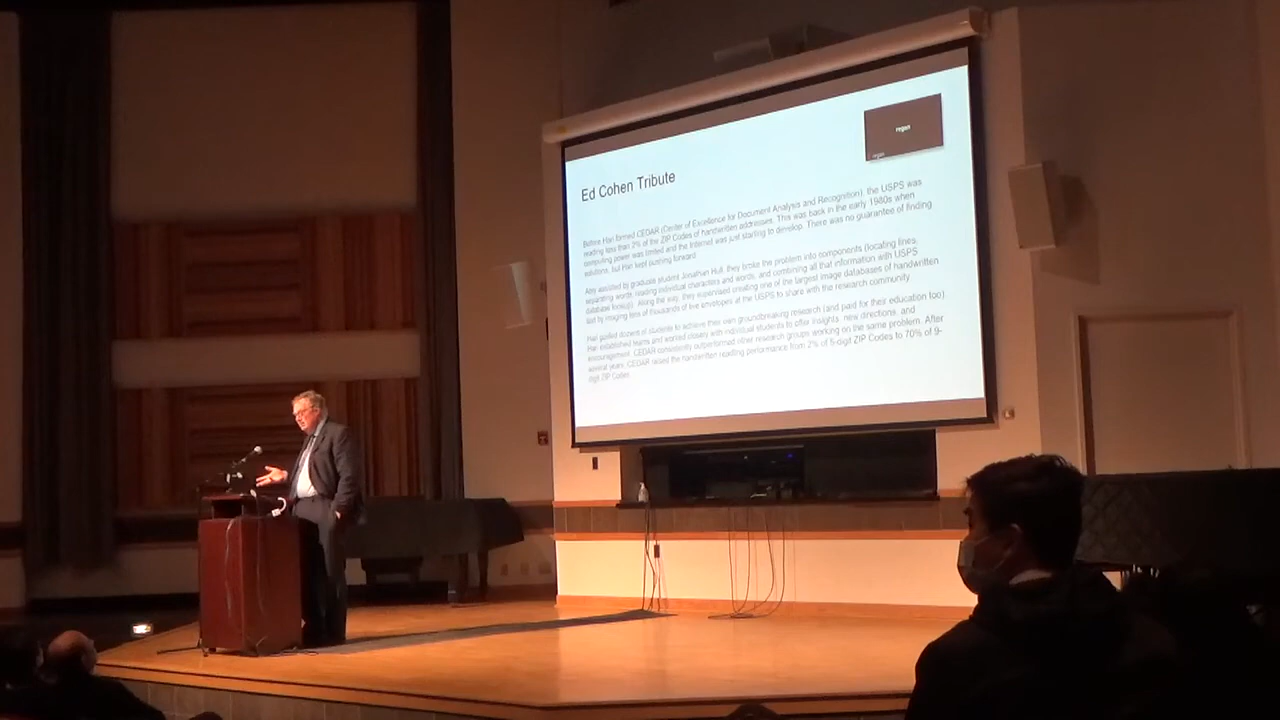 regan
regan
Ed Cohen Tribute
Before Hari formed CEDAR (Center of Excellence for Document Analysis and Recognition), the USPS was
reading less than 2% of the ZIP Codes of handwritten addresses. This was back in the early 1980s when
computing power was limited and the Internet was just starting to develop. There was no guarantee of finding
solutions, but Hari kept pushing forward.
Ably assisted by graduate student Jonathan Hull, they broke the problem into components (locating lines,
separating words, reading individual characters and words, and combining all that information with USPS
database lookup). Along the way, they supervised creating one of the largest image databases of handwritten
text by imaging tens of thousands of live envelopes at the USPS to share with the research community.
Hari guided dozens of students to achieve their own groundbreaking research (and paid for their education too)
Hari established teams and worked closely with individual students to offer insights, new directions, and
encouragement. CEDAR consistently outperformed other research groups working on the same problem. After
several years, CEDAR raised the handwritten reading performance from 2% of 5-digit ZIP Codes to 70% of 9-
digit ZIP Codes.